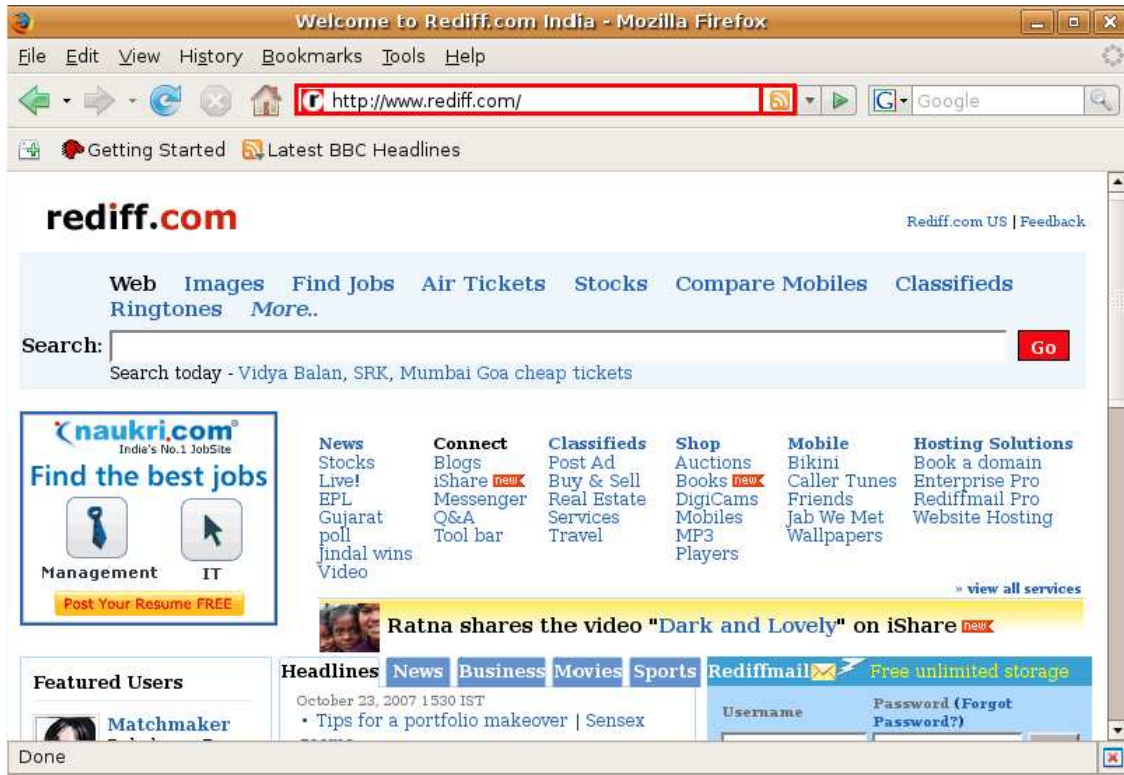 Welcome to Rediff.com India - Mozilla Firefox
File Edit View History Bookmarks Tools Help
http://www.rediff.com/ Google
Getting Started Latest BBC Headlines
rediff.com
Rediff.com US | Feedback
Web Images Find Jobs Air Tickets Stocks Compare Mobiles Classifieds
Ringtones More..
Search: Go
Search today - Vidya Balan, SRK, Mumbai Goa cheap tickets
naukri.com
India's No.1 JobSite
Find the best jobs
Management IT
Post Your Resume FREE
News
Stocks
Live!
EPL
Gujarat
poll
Jindal wins
Video
Connect
Blogs
iShare new
Messenger
Q&A
Tool bar
Classifieds
Post Ad
Buy & Sell
Real Estate
Services
Travel
Shop
Auctions
Books new
DigiCams
Mobiles
MP3
Players
Mobile
Bikini
Caller Tunes
Friends
Jab We Met
Wallpapers
Hosting Solutions
Book a domain
Enterprise Pro
Rediffmail Pro
Website Hosting
» view all services
Ratna shares the video "Dark and Lovely" on iShare new
Featured Users
Matchmaker
Headlines News Business Movies Sports
October 23, 2007 1530 IST
• Tips for a portfolio makeover | Sensex
Rediffmail Free unlimited storage
Username
Password (Forgot
Password?)
Done